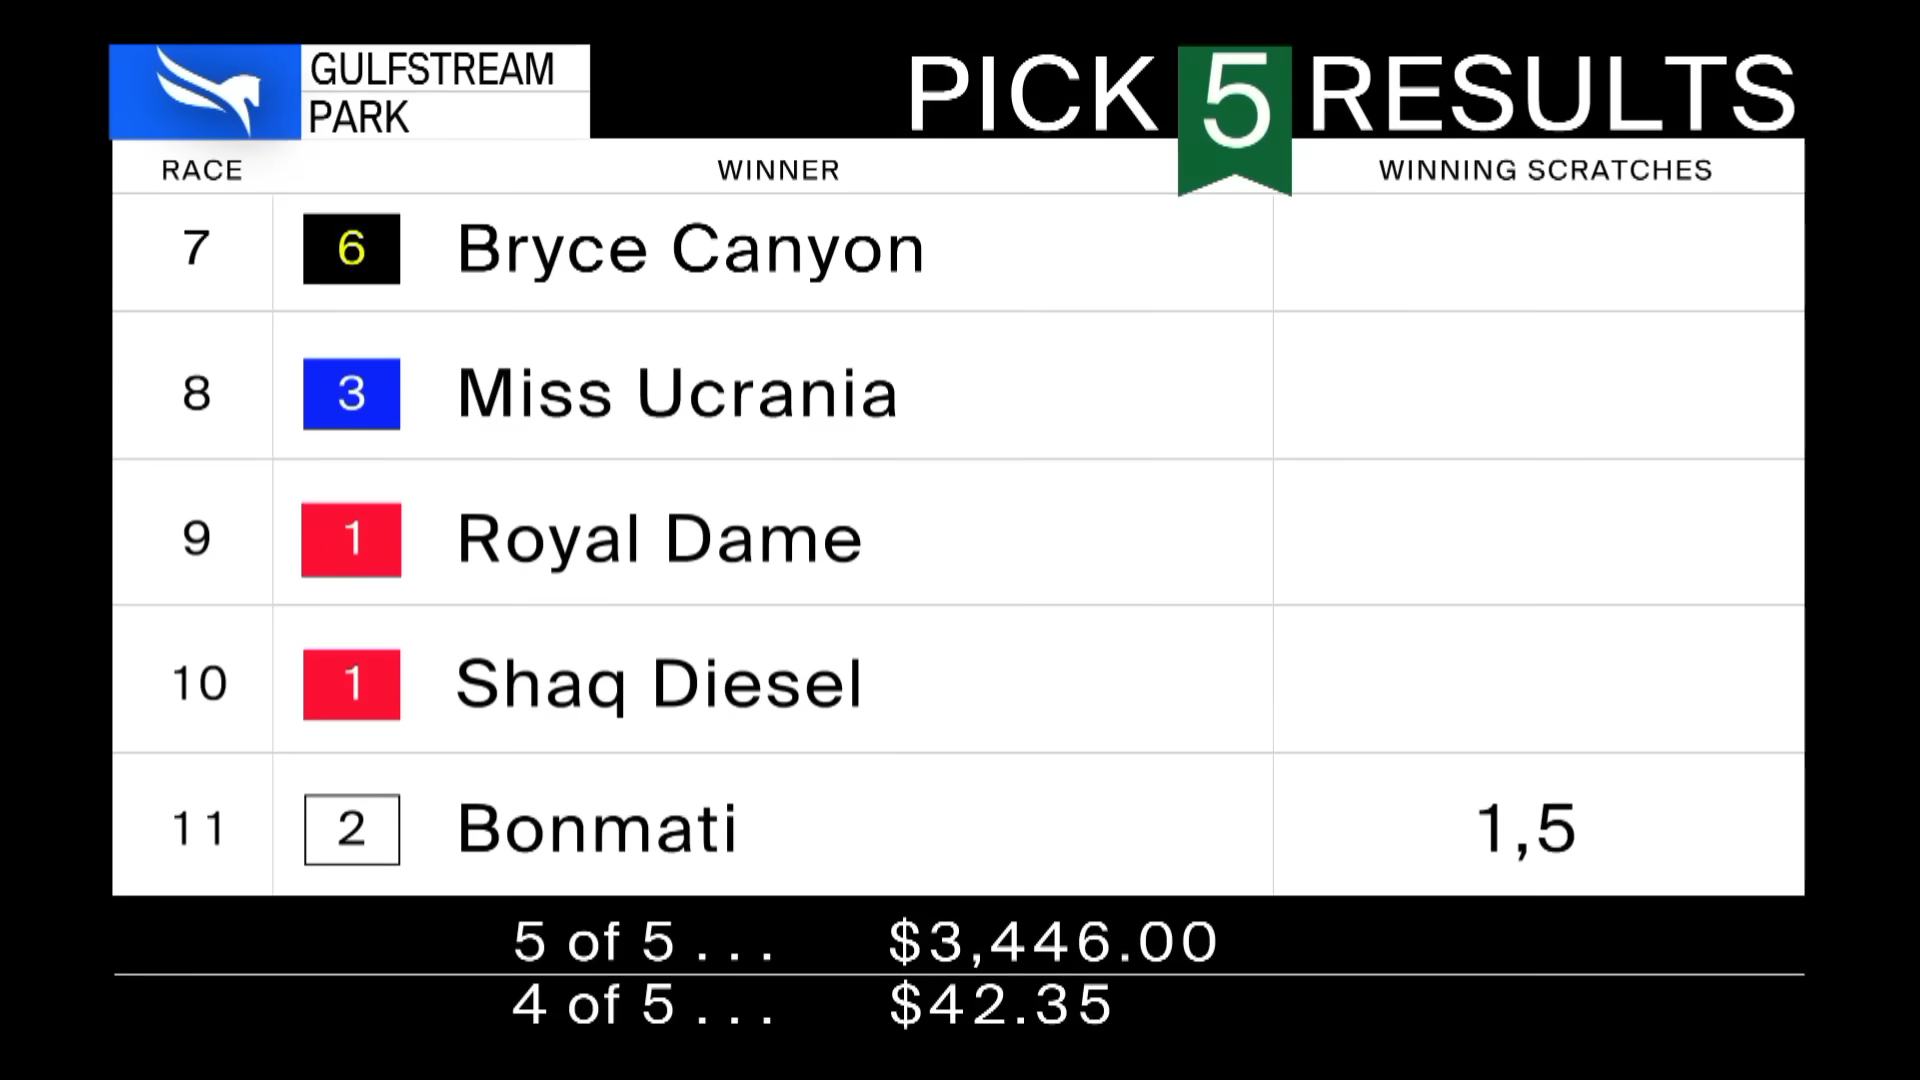 GULFSTREAM
PARK
PICK 5 RESULTS
RACE WINNER WINNING SCRATCHES
7 6 Bryce Canyon
8 3 Miss Ucrania
9 1 Royal Dame
10 1 Shaq Diesel
11 2 Bonmati 1,5
5 of 5 . . . $3,446.00
4 of 5 . . . $42.35